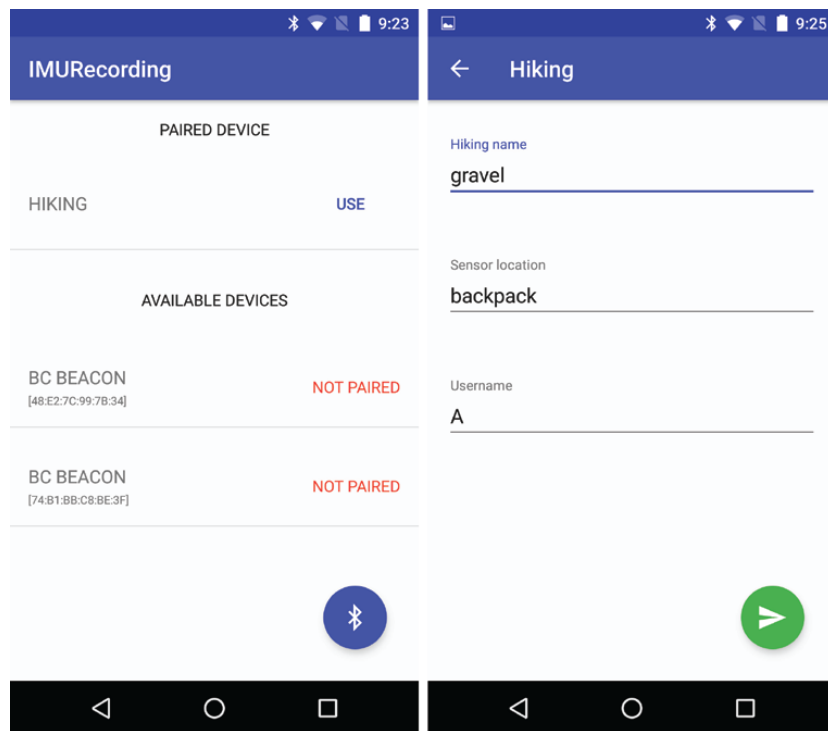 9:23
IMURecording
PAIRED DEVICE
HIKING USE
AVAILABLE DEVICES
BC BEACON
[48:E2:7C:99:7B:34]
NOT PAIRED
BC BEACON
[74:B1:BB:C8:BE:3F]
NOT PAIRED
9:25
Hiking
Hiking name
gravel
Sensor location
backpack
Username
A